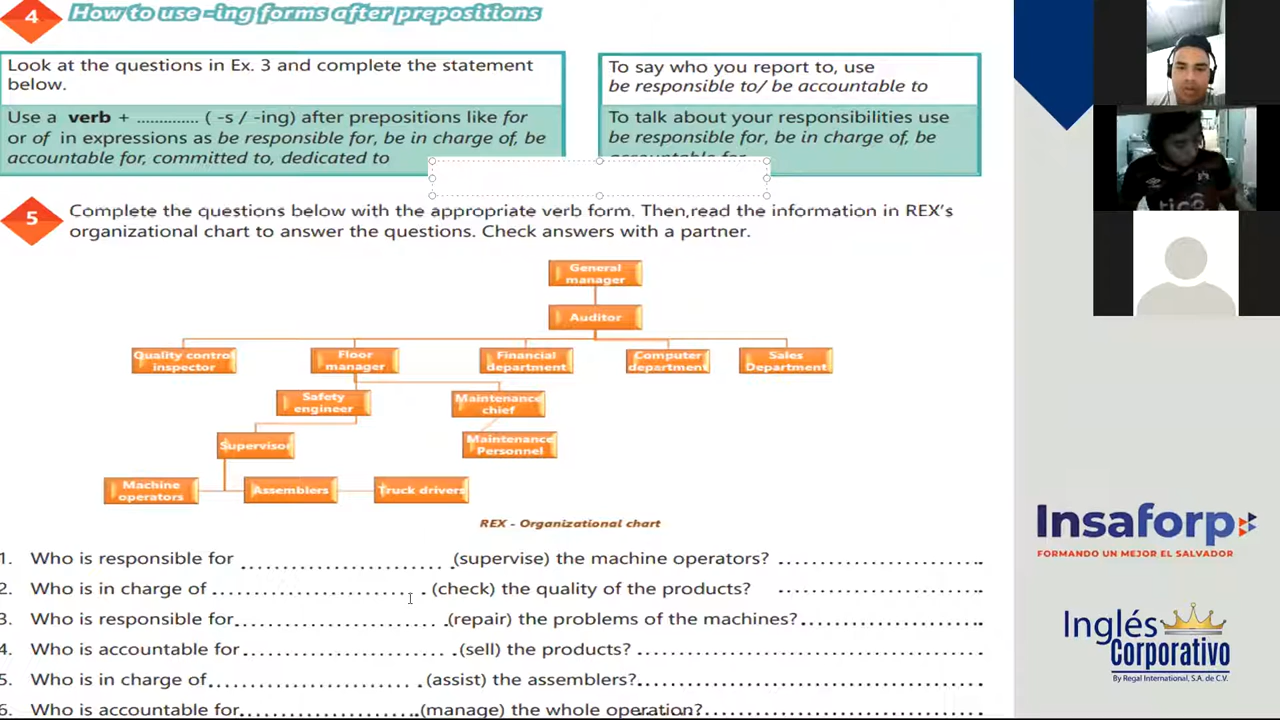 4 How to use -ing forms after prepositions
Look at the questions in Ex. 3 and complete the statement
below.
Use a verb + ............. ( -s / -ing) after prepositions like for
or of in expressions as be responsible for, be in charge of, be
accountable for, committed to, dedicated to
To say who you report to, use
be responsible to/ be accountable to
To talk about your responsibilities use
be responsible for, be in charge of, be
accountable for
5 Complete the questions below with the appropriate verb form. Then,read the information in REX's
organizational chart to answer the questions. Check answers with a partner.
General
manager
Auditor
Quality control
inspector
Floor
manager
Financial
department
Computer
department
Sales
Department
Safety
engineer
Maintenance
chief
Supervisor
Maintenance
Personnel
Machine
operators
Assemblers
Truck drivers
REX - Organizational chart
1. Who is responsible for ........................... (supervise) the machine operators? ...........................
2. Who is in charge of ........................... (check) the quality of the products? ...........................
3. Who is responsible for........................... (repair) the problems of the machines?...........................
4. Who is accountable for........................... (sell) the products? ...........................
5. Who is in charge of........................... (assist) the assemblers?...........................
6. Who is accountable for........................... (manage) the whole operation?...........................
tigo
Insaforp
FORMANDO UN MEJOR EL SALVADOR
Inglés
Corporativo
By Regal International, S.A. de C.V.